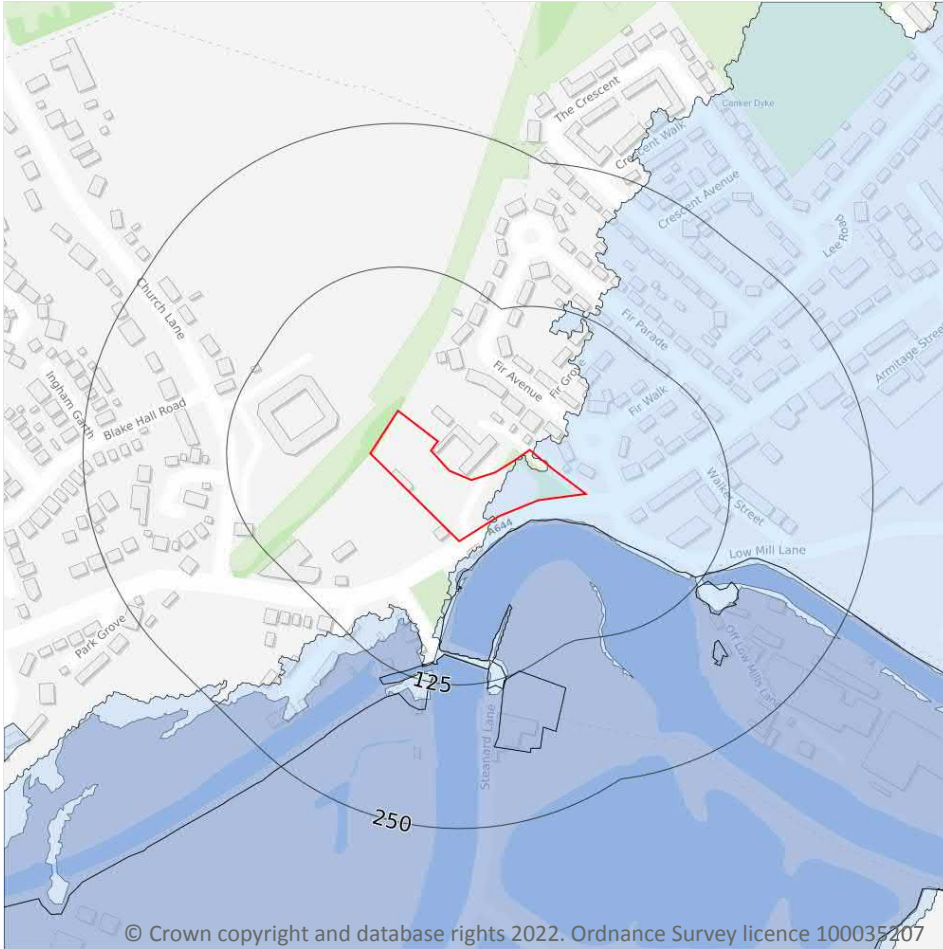 The Crescent
Conker Dyke
Crescent Walk
Crescent Avenue
Lee Road
Church Lane
Fir Parade
Armitage Street
Fir Avenue
Fir Grove
Ingham Garth
Blake Hall Road
Fir Walk
Walker Street
A644
Low Mill Lane
Park Grove
Off Low Mills Lane
125
Steanard Lane
250
© Crown copyright and database rights 2022. Ordnance Survey licence 100035207